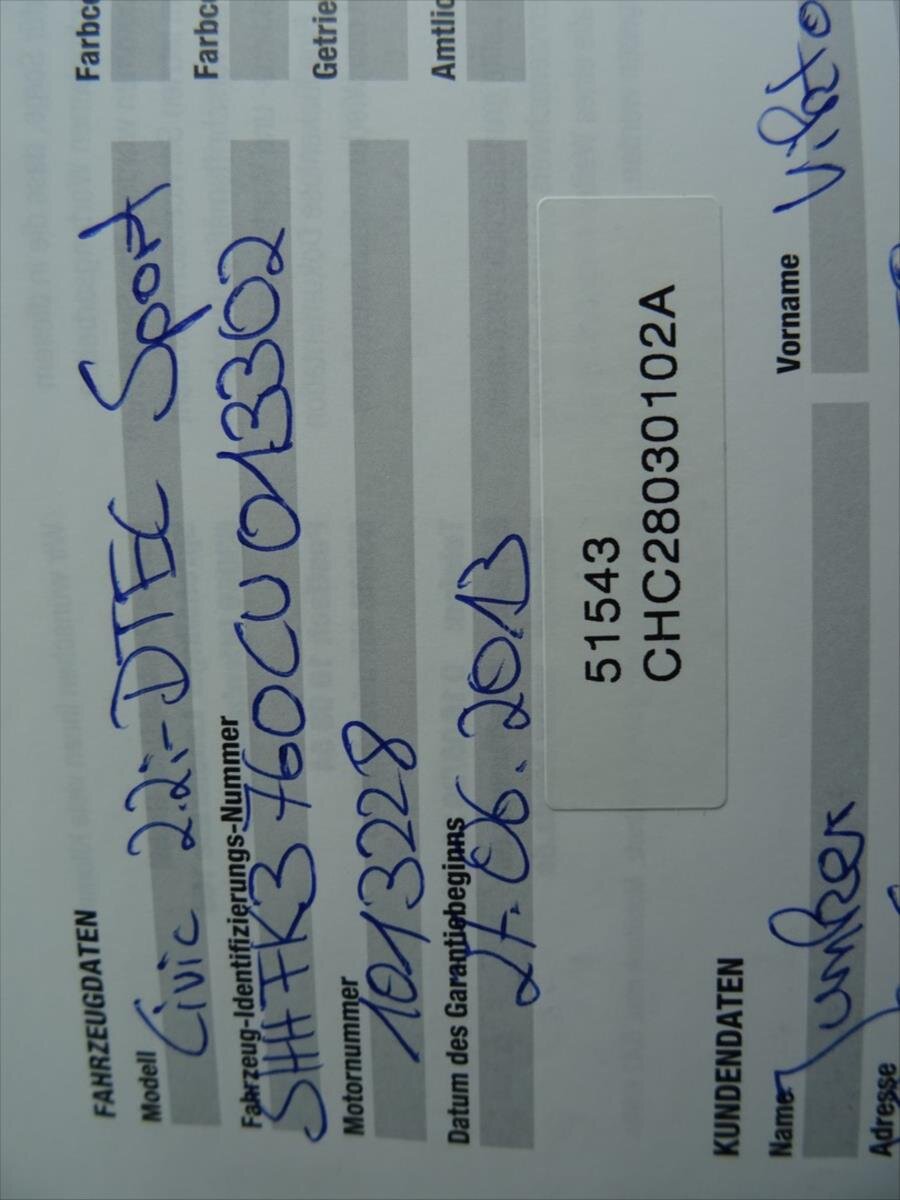 FAHRZEUGDATEN
Modell Farbc
Civic 2.2i-DTEC Sport
Fahrzeug-Identifizierungs-Nummer Farbc
SHHFK3760CU013302
Motornummer Getrie
1013228
Datum des Garantiebeginns Amtlic
27.06.2013
51543
CHC28030102A
KUNDENDATEN
Name Vorname
Adresse